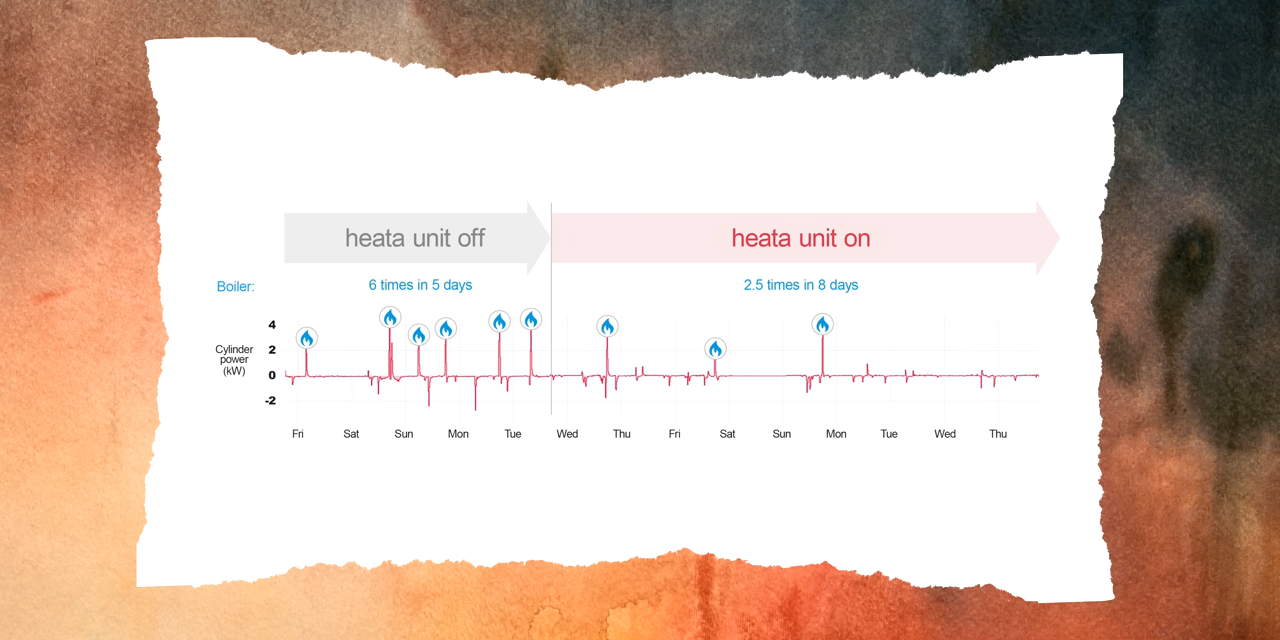 heata unit off
heata unit on
Boiler:
6 times in 5 days
2.5 times in 8 days
Cylinder
power
(kW)
4
2
0
-2
Fri Sat Sun Mon Tue Wed Thu Fri Sat Sun Mon Tue Wed Thu